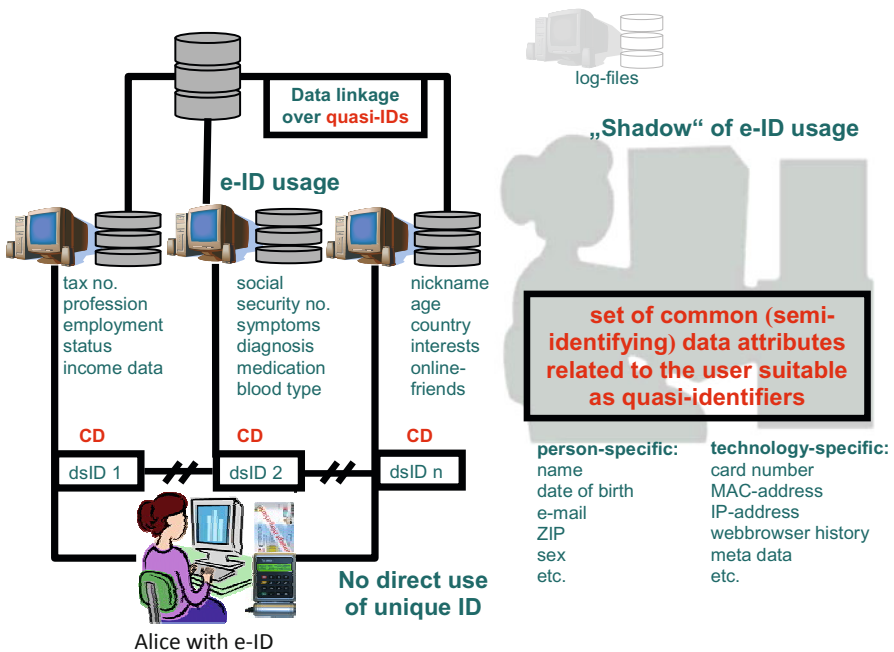 log-files
Data linkage
over quasi-IDs
„Shadow“ of e-ID usage
e-ID usage
tax no.
profession
employment
status
income data
social
security no.
symptoms
diagnosis
medication
blood type
nickname
age
country
interests
online-
friends
set of common (semi-
identifying) data attributes
related to the user suitable
as quasi-identifiers
CD
CD
CD
dsID 1
dsID 2
dsID n
person-specific:
name
date of birth
e-mail
ZIP
sex
etc.
technology-specific:
card number
MAC-address
IP-address
webbrowser history
meta data
etc.
No direct use
of unique ID
Alice with e-ID